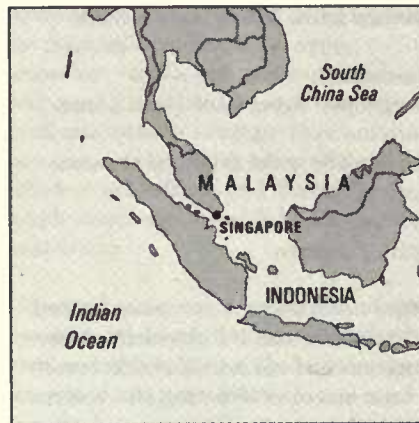 South
China Sea
MALAYSIA
SINGAPORE
INDONESIA
Indian
Ocean